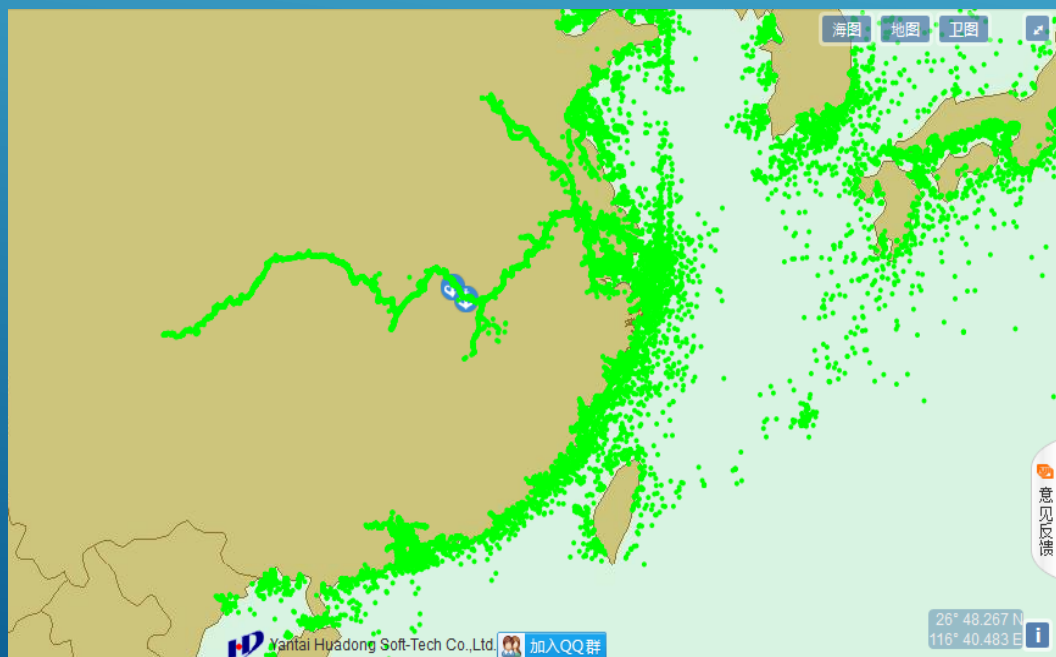 海图 地图 卫图
意见反馈
26° 48.267 N
116° 40.483 E
i
HD Yantai Huadong Soft-Tech Co.,Ltd. 加入QQ群